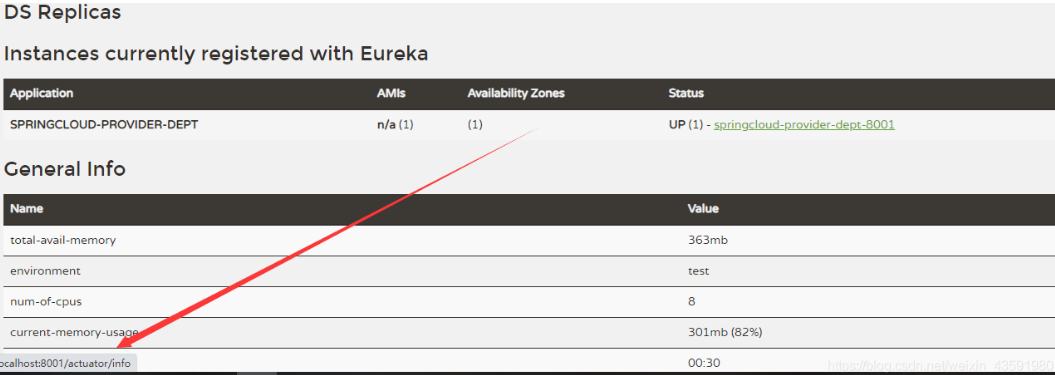 DS Replicas
Instances currently registered with Eureka
Application AMIs Availability Zones Status
SPRINGCLOUD-PROVIDER-DEPT n/a (1) (1) UP (1) - springcloud-provider-dept-8001
General Info
Name Value
total-avail-memory 363mb
environment test
num-of-cpus 8
current-memory-usage 301mb (82%)
ocalhost:8001/actuator/info 00:30
https://blog.csdn.net/weixin_43591980